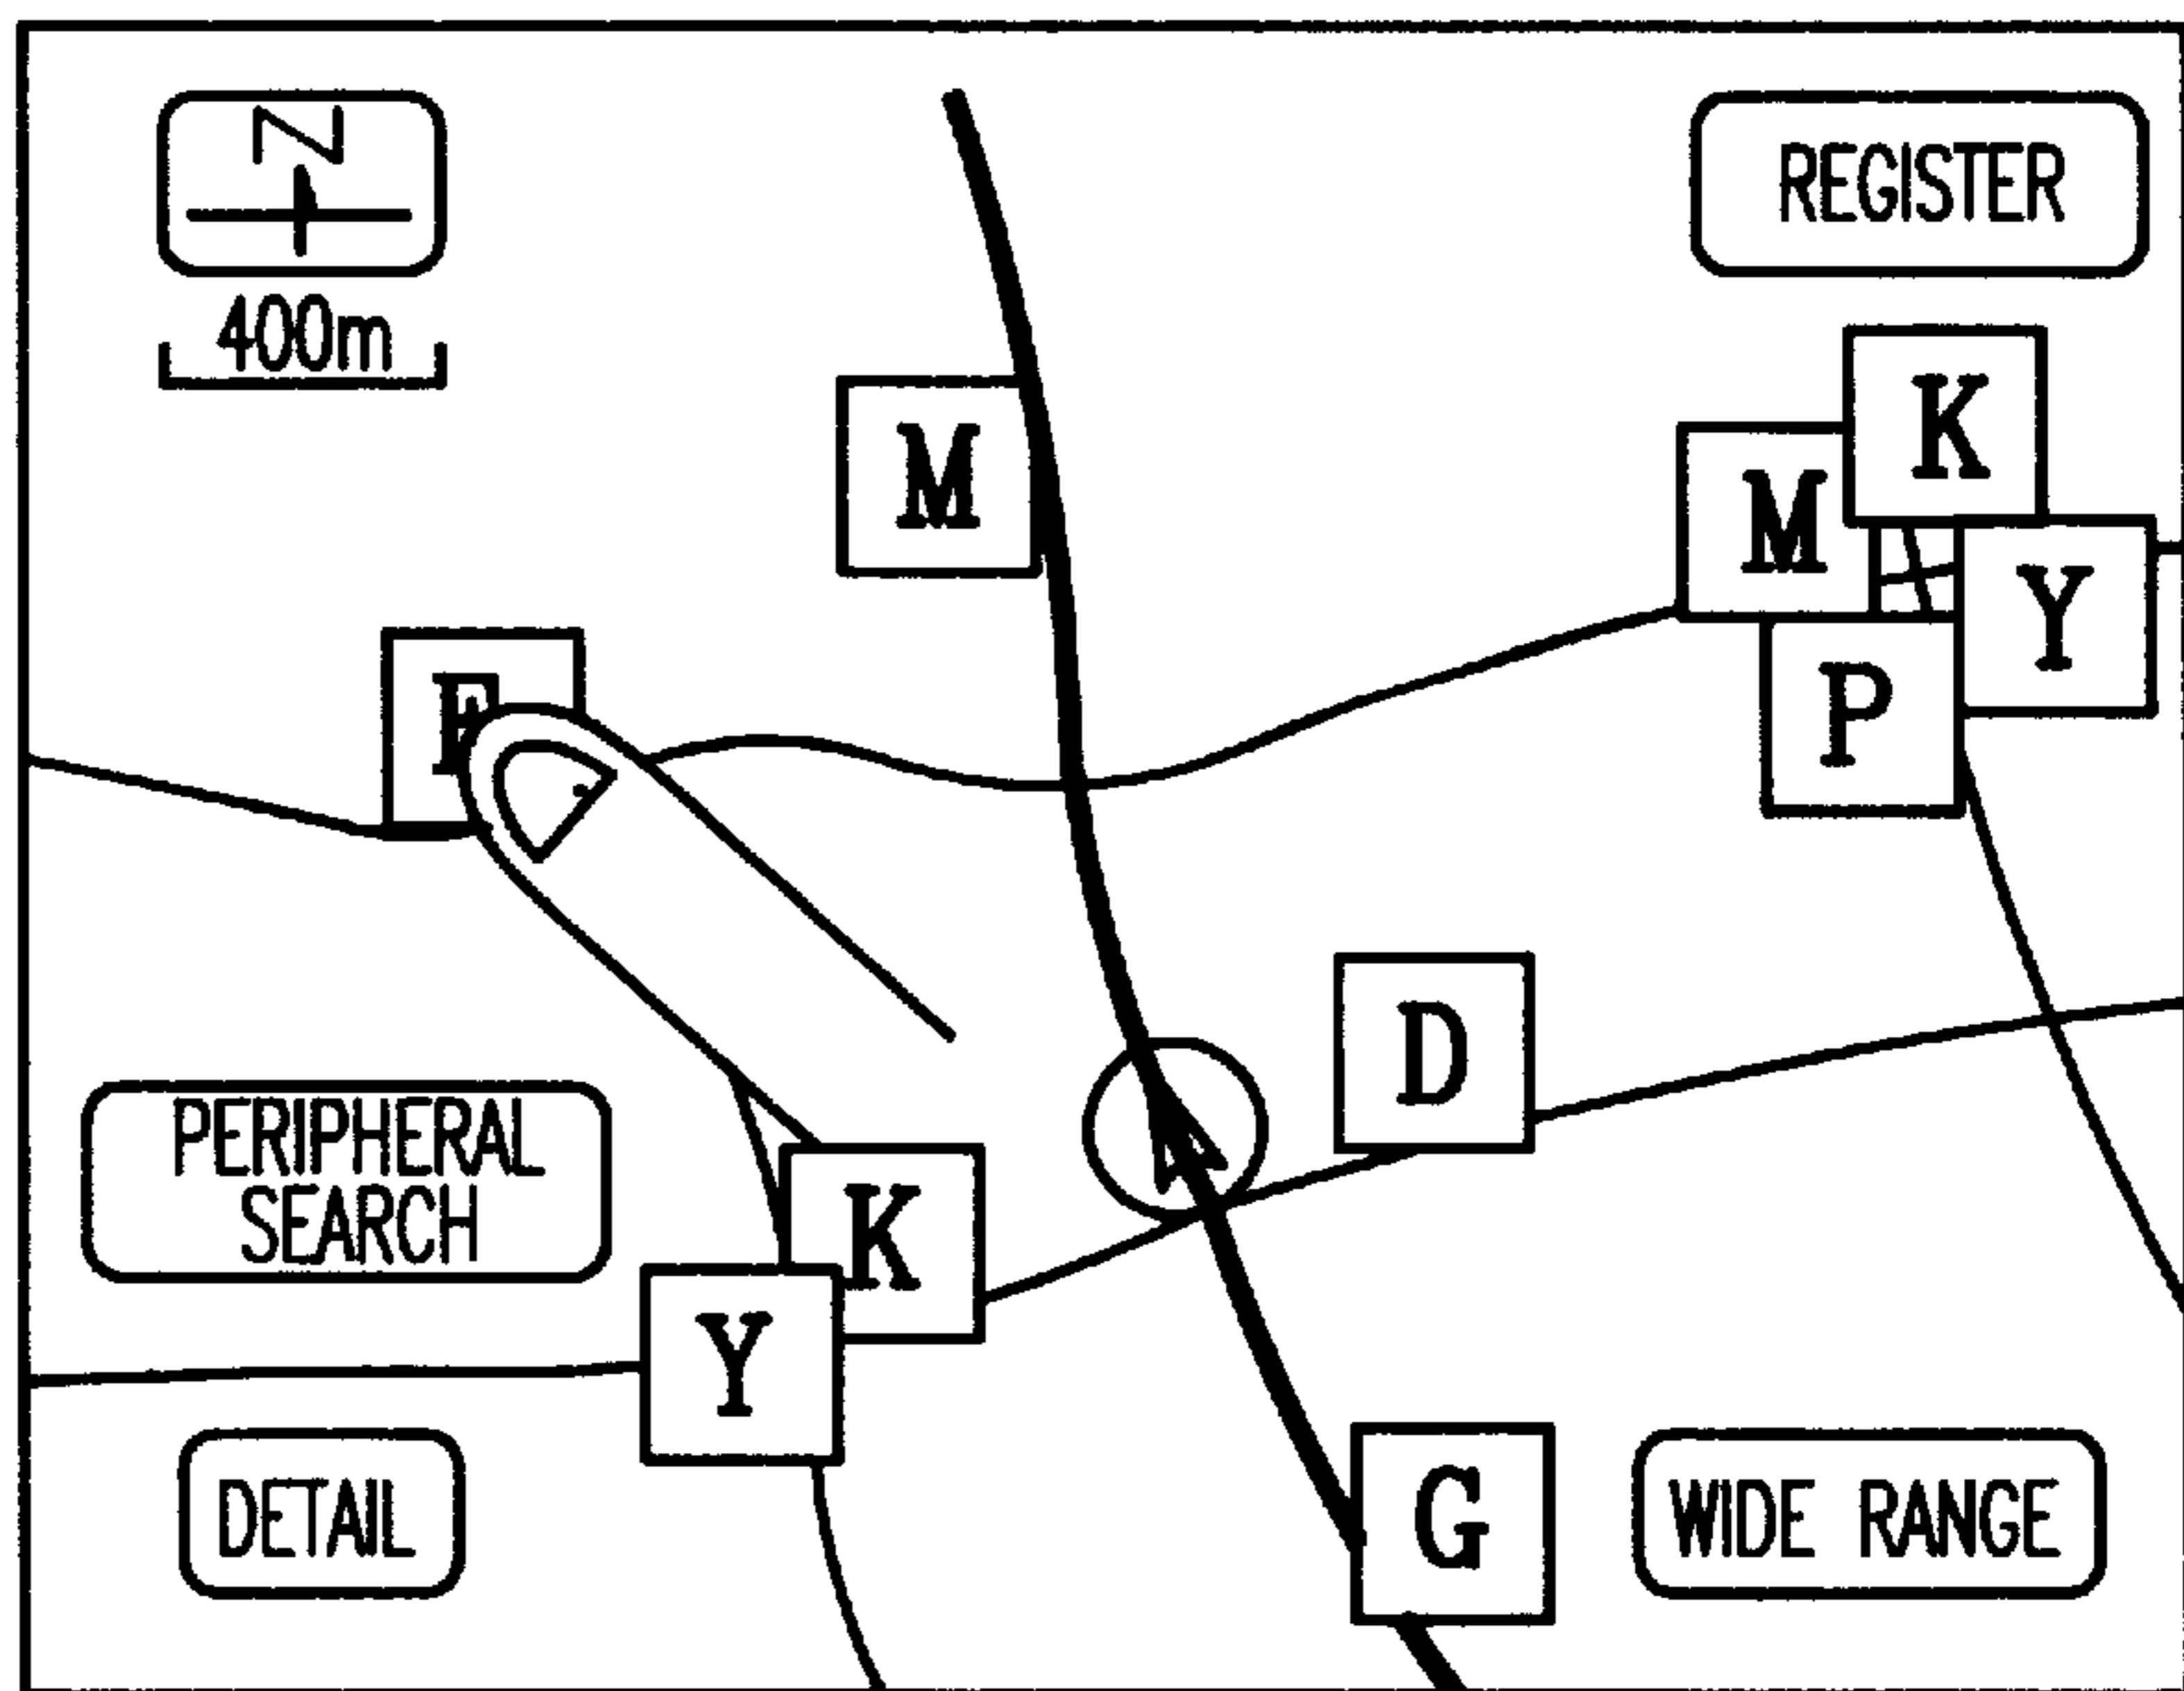 N
REGISTER
400m
K
M
M
Y
P
D
PERIPHERAL
SEARCH
K
Y
G
DETAIL
WIDE RANGE